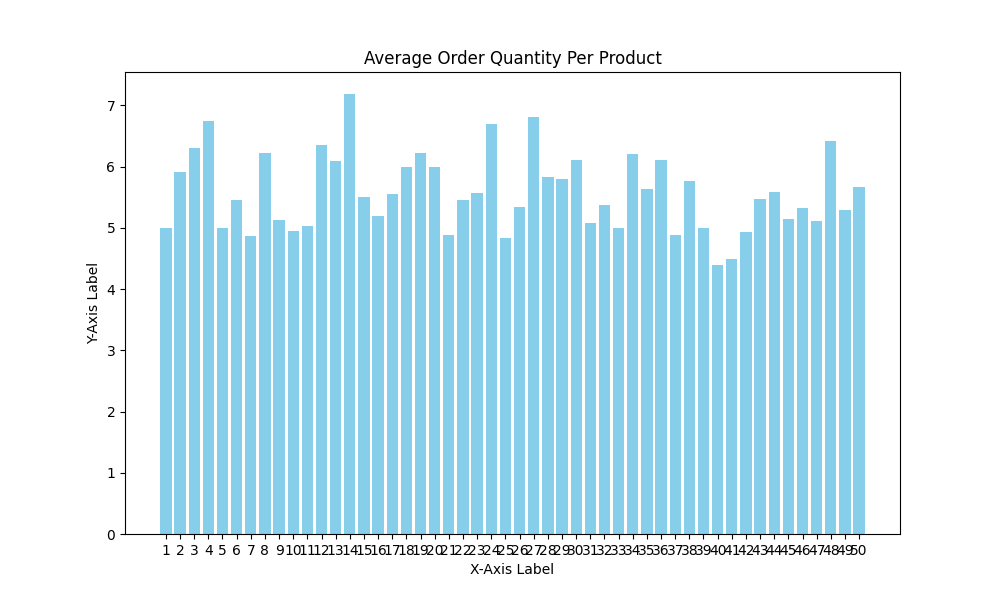 Average Order Quantity Per Product
Y-Axis Label
7
6
5
4
3
2
1
0
1 2 3 4 5 6 7 8 9 10 11 12 13 14 15 16 17 18 19 20 21 22 23 24 25 26 27 28 29 30 31 32 33 34 35 36 37 38 39 40 41 42 43 44 45 46 47 48 49 50
X-Axis Label